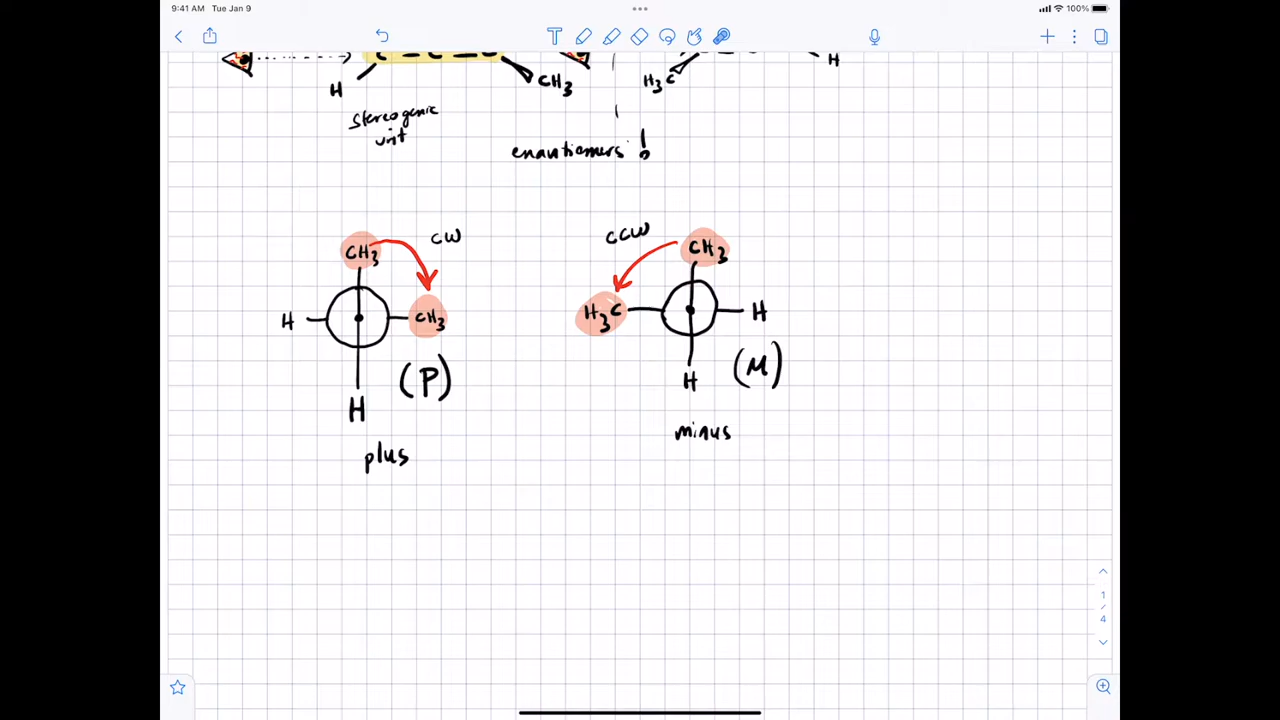 9:41 AM Tue Jan 9
100%
H
CH3
H3C
H
stereogenic
unit
enantiomers !
CH3
CW
H
CH3
(P)
H
plus
CCW
CH3
H3C
H
(M)
H
minus
1
/
4